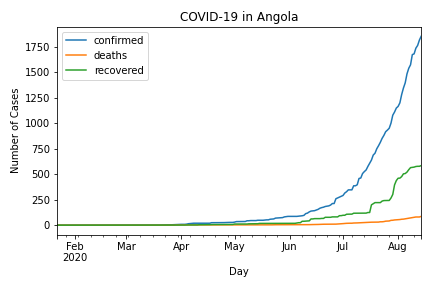 COVID-19 in Angola
confirmed
deaths
recovered
Number of Cases
1750
1500
1250
1000
750
500
250
0
Feb Mar Apr May Jun Jul Aug
2020
Day